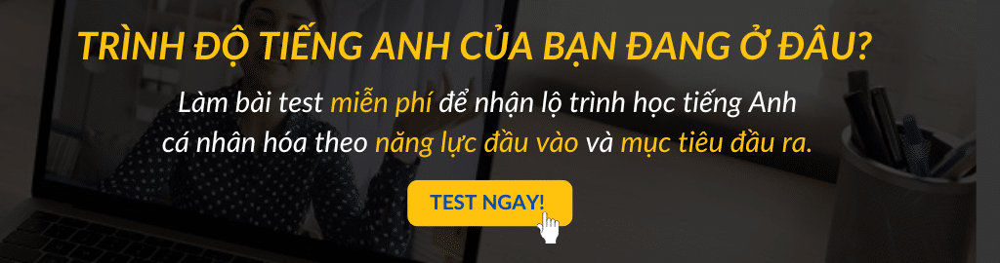 TRÌNH ĐỘ TIẾNG ANH CỦA BẠN ĐANG Ở ĐÂU?
Làm bài test miễn phí để nhận lộ trình học tiếng Anh
cá nhân hóa theo năng lực đầu vào và mục tiêu đầu ra.
TEST NGAY!